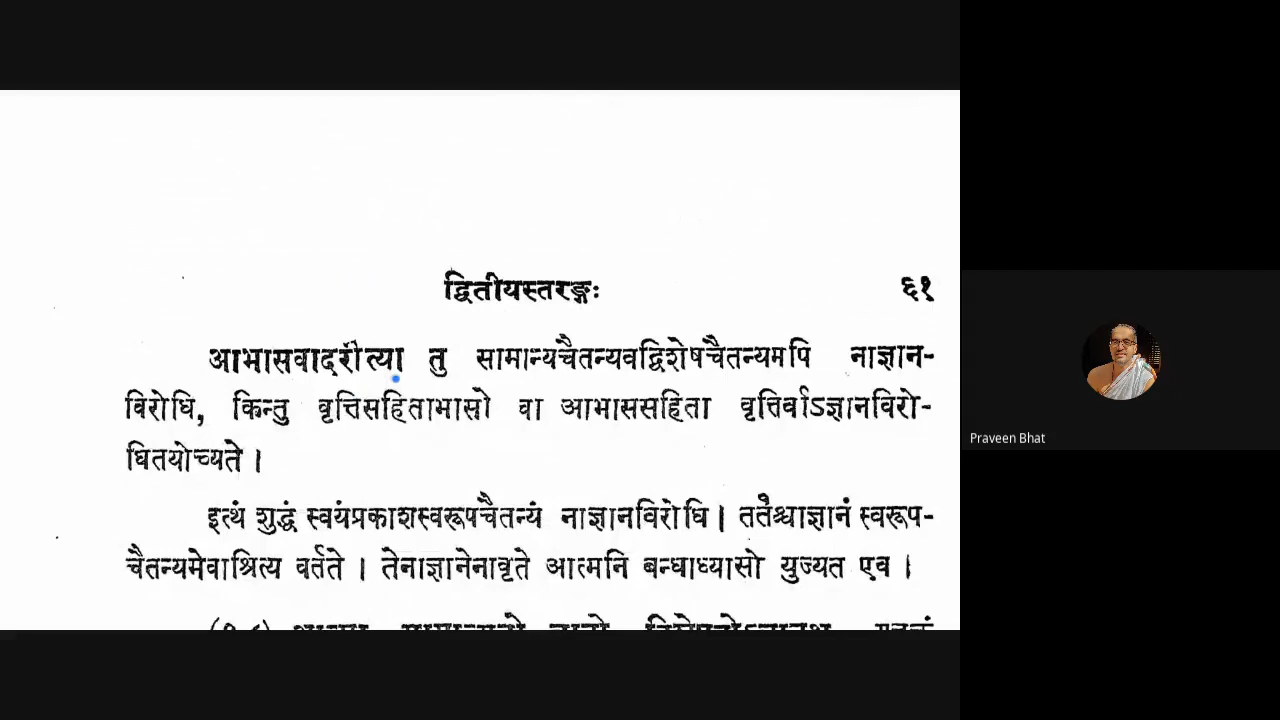 द्वितीयस्तरङ्गः ६१
आभासवादरीत्या तु सामान्यचैतन्यवद्विशेषचैतन्यमपि नाज्ञान-
विरोधि, किन्तु वृत्तिसहिताभासो वा आभाससहिता वृत्तिर्वाऽज्ञानविरो-
धितयोच्यते ।
इत्थं शुद्धं स्वयंप्रकाशस्वरूपचैतन्यं नाज्ञानविरोधि । ततश्चाज्ञानं स्वरूप-
चैतन्यमेवाश्रित्य वर्तते । तेनाज्ञानेनावृते आत्मनि बन्धाध्यासो युज्यत एव ।
Praveen Bhat